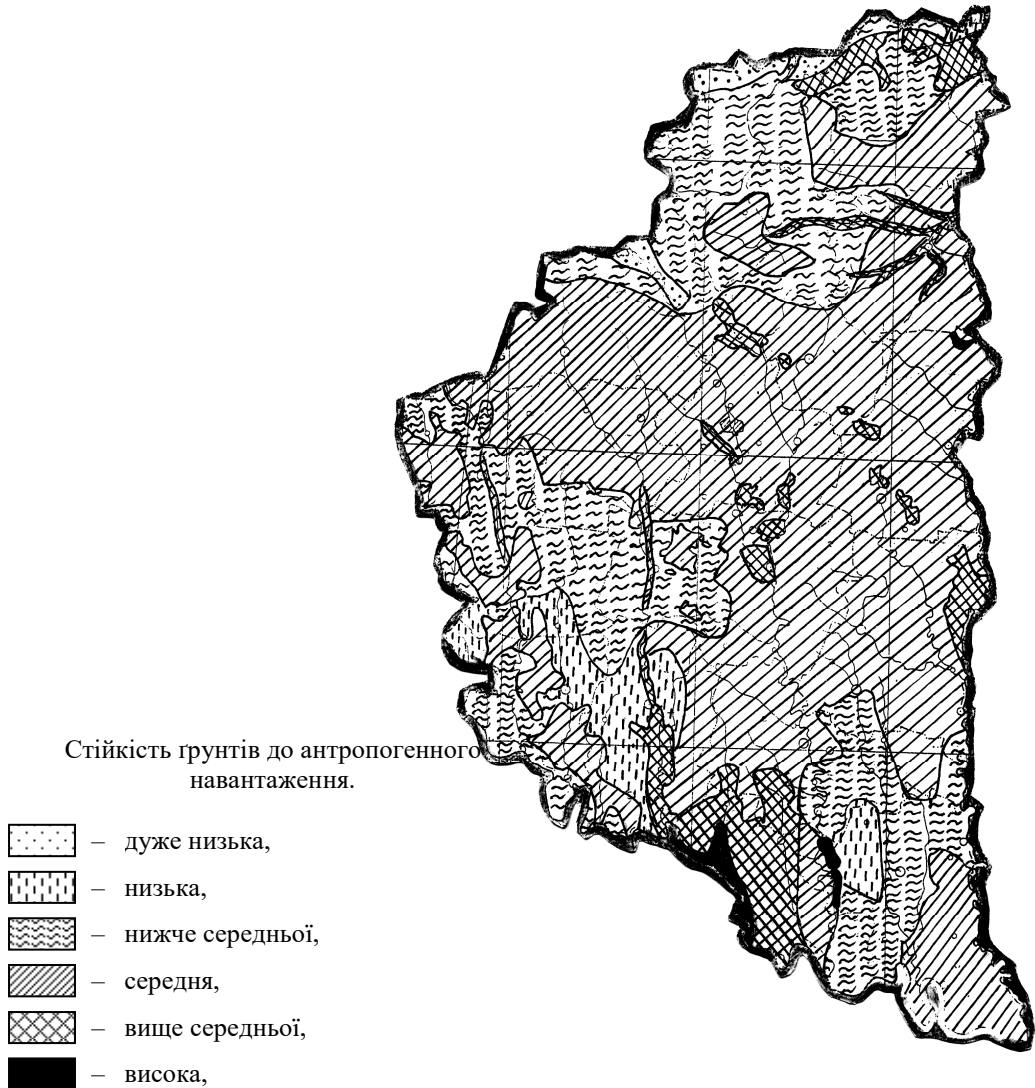 Стійкість ґрунтів до антропогенного
навантаження.
– дуже низька,
– низька,
– нижче середньої,
– середня,
– вище середньої,
– висока,